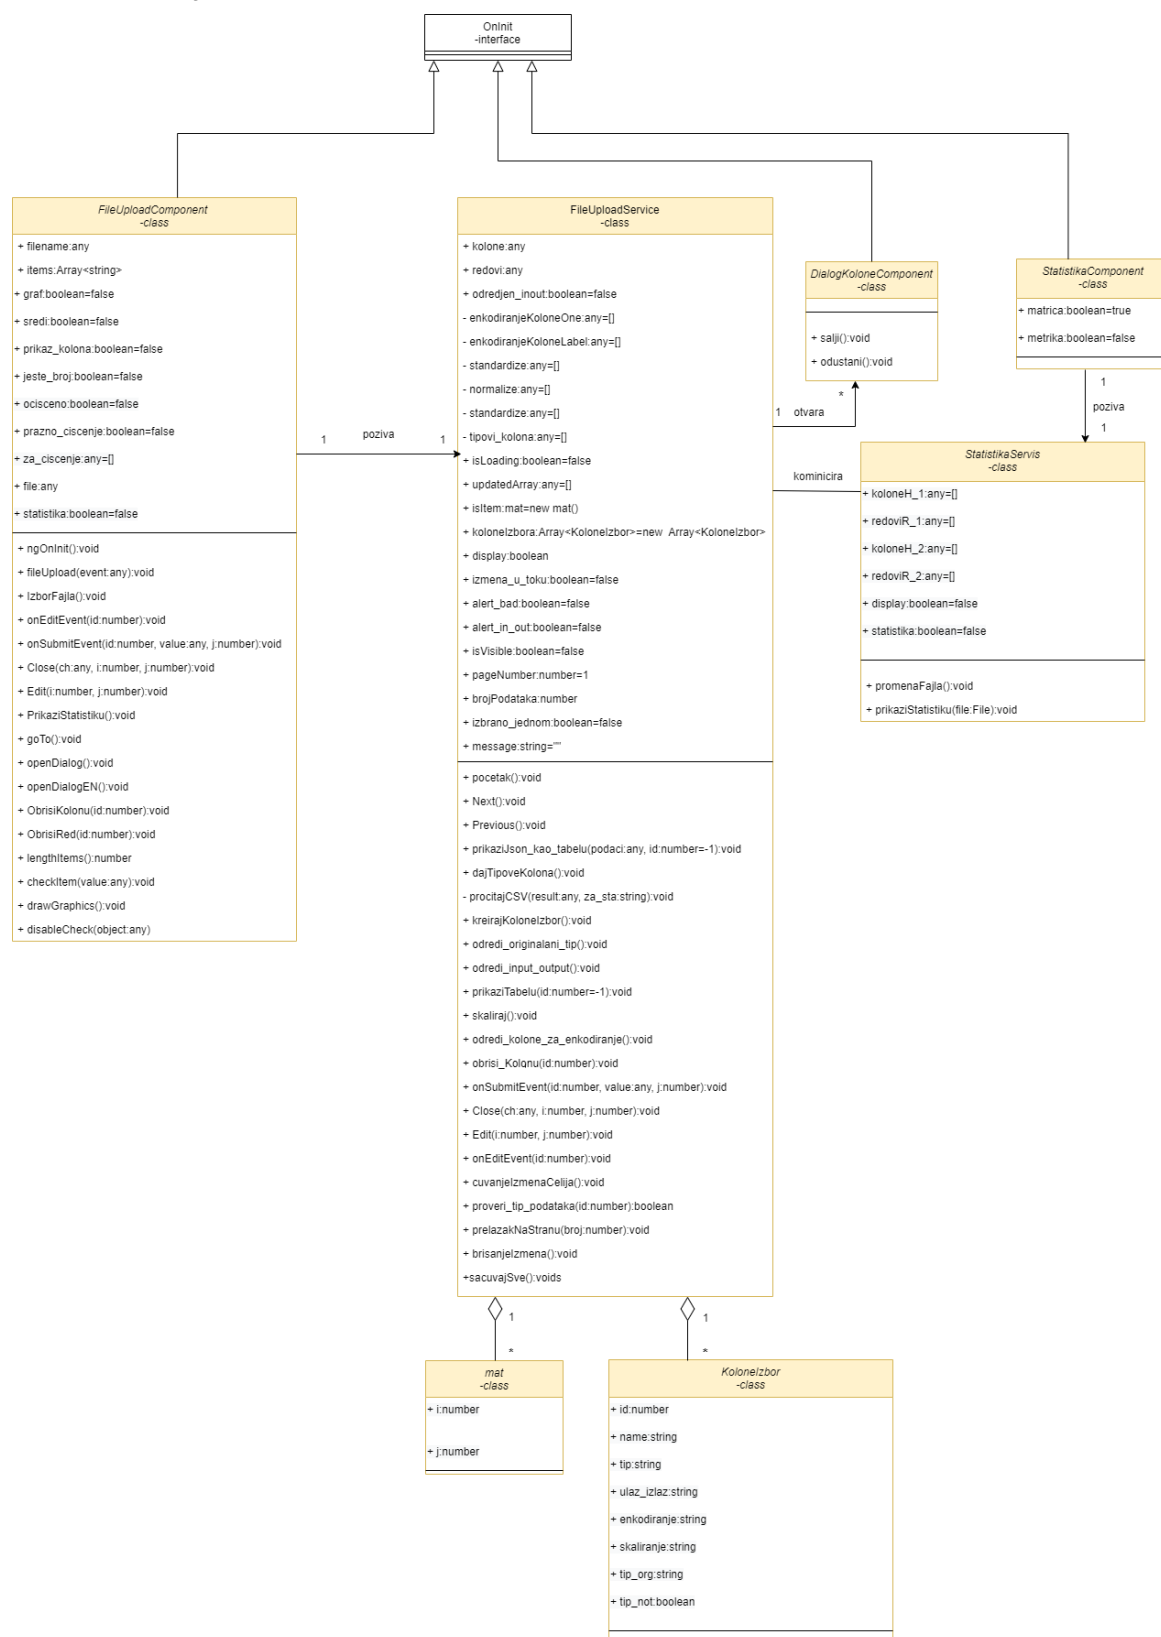 OnInit
-interface
FileUploadComponent
-class
+ filename:any
+ items:Array<string>
+ graf:boolean=false
+ sredi:boolean=false
+ prikaz_kolona:boolean=false
+ jeste_broj:boolean=false
+ ocisceno:boolean=false
+ prazno_ciscenje:boolean=false
+ za_ciscenje:any=[]
+ file:any
+ statistika:boolean=false
+ ngOnInit():void
+ fileUpload(event:any):void
+ IzborFajla():void
+ onEditEvent(id:number):void
+ onSubmitEvent(id:number, value:any, j:number):void
+ Close(ch:any, i:number, j:number):void
+ Edit(i:number, j:number):void
+ PrikaziStatistiku():void
+ goTo():void
+ openDialog():void
+ openDialogEN():void
+ ObrisiKolonu(id:number):void
+ ObrisiRed(id:number):void
+ lengthItems():number
+ checkItem(value:any):void
+ drawGraphics():void
+ disableCheck(object:any)
1 poziva 1
FileUploadService
-class
+ kolone:any
+ redovi:any
+ odredjen_inout:boolean=false
- enkodiranjeKoloneOne:any=[]
- enkodiranjeKoloneLabel:any=[]
- standardize:any=[]
- normalize:any=[]
- standardize:any=[]
- tipovi_kolona:any=[]
+ isLoading:boolean=false
+ updatedArray:any=[]
+ isItem:mat=new mat()
+ koloneIzbora:Array<KoloneIzbor>=new Array<KoloneIzbor>
+ display:boolean
+ izmena_u_toku:boolean=false
+ alert_bad:boolean=false
+ alert_in_out:boolean=false
+ isVisible:boolean=false
+ pageNumber:number=1
+ brojPodataka:number
+ izbrano_jednom:boolean=false
+ message:string=""
+ pocetak():void
+ Next():void
+ Previous():void
+ prikaziJson_kao_tabelu(podaci:any, id:number=-1):void
+ dajTipoveKolona():void
- procitajCSV(result:any, za_sta:string):void
+ kreirajKoloneIzbor():void
+ odredi_originalani_tip():void
+ odredi_input_output():void
+ prikaziTabelu(id:number=-1):void
+ skaliraj():void
+ odredi_kolone_za_enkodiranje():void
+ obrisi_Kolonu(id:number):void
+ onSubmitEvent(id:number, value:any, j:number):void
+ Close(ch:any, i:number, j:number):void
+ Edit(i:number, j:number):void
+ onEditEvent(id:number):void
+ cuvanjeIzmenaCelija():void
+ proveri_tip_podataka(id:number):boolean
+ prelazakNaStranu(broj:number):void
+ brisanjeIzmena():void
+sacuvajSve():voids
DialogKoloneComponent
-class
+ salji():void
+ odustani():void
*
1 otvara
StatistikaComponent
-class
+ matrica:boolean=true
+ metrika:boolean=false
1
poziva
1
kominicira
StatistikaServis
-class
+ koloneH_1:any=[]
+ redoviR_1:any=[]
+ koloneH_2:any=[]
+ redoviR_2:any=[]
+ display:boolean=false
+ statistika:boolean=false
+ promenaFajla():void
+ prikaziStatistiku(file:File):void
1
*
mat
-class
+ i:number
+ j:number
1
*
KoloneIzbor
-class
+ id:number
+ name:string
+ tip:string
+ ulaz_izlaz:string
+ enkodiranje:string
+ skaliranje:string
+ tip_org:string
+ tip_not:boolean